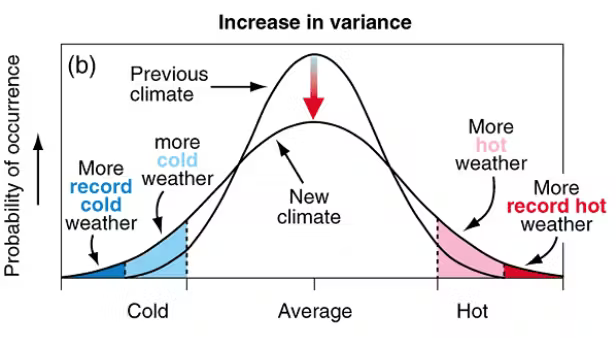 Increase in variance
(b)
Probability of occurrence
Previous
climate
New
climate
More
record
cold
weather
more
cold
weather
More
hot
weather
More
record hot
weather
Cold
Average
Hot